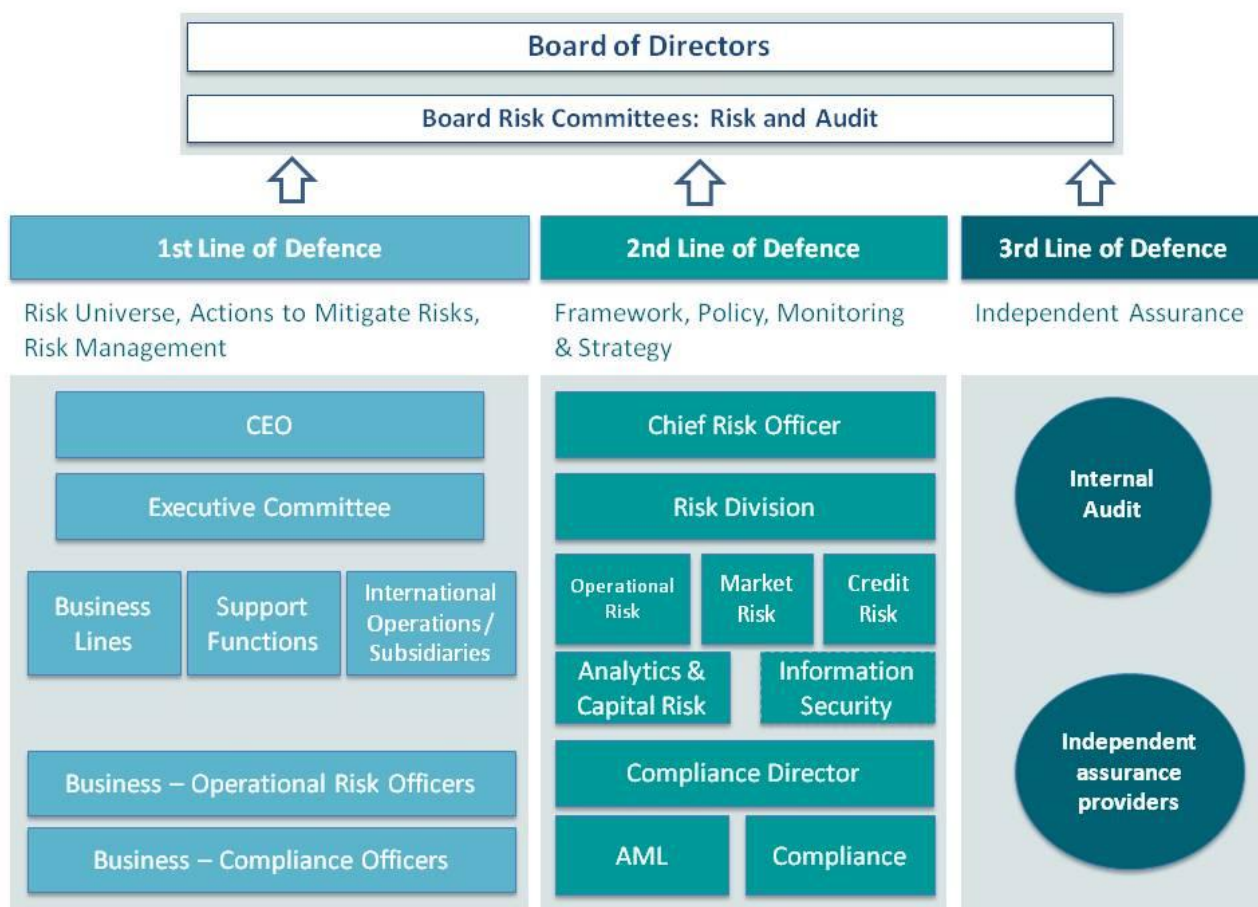 Board of Directors
Board Risk Committees: Risk and Audit
1st Line of Defence
Risk Universe, Actions to Mitigate Risks,
Risk Management
CEO
Executive Committee
Business
Lines
Support
Functions
International
Operations /
Subsidiaries
Business – Operational Risk Officers
Business – Compliance Officers
2nd Line of Defence
Framework, Policy, Monitoring
& Strategy
Chief Risk Officer
Risk Division
Operational
Risk
Market
Risk
Credit
Risk
Analytics &
Capital Risk
Information
Security
Compliance Director
AML
Compliance
3rd Line of Defence
Independent Assurance
Internal
Audit
Independent
assurance
providers